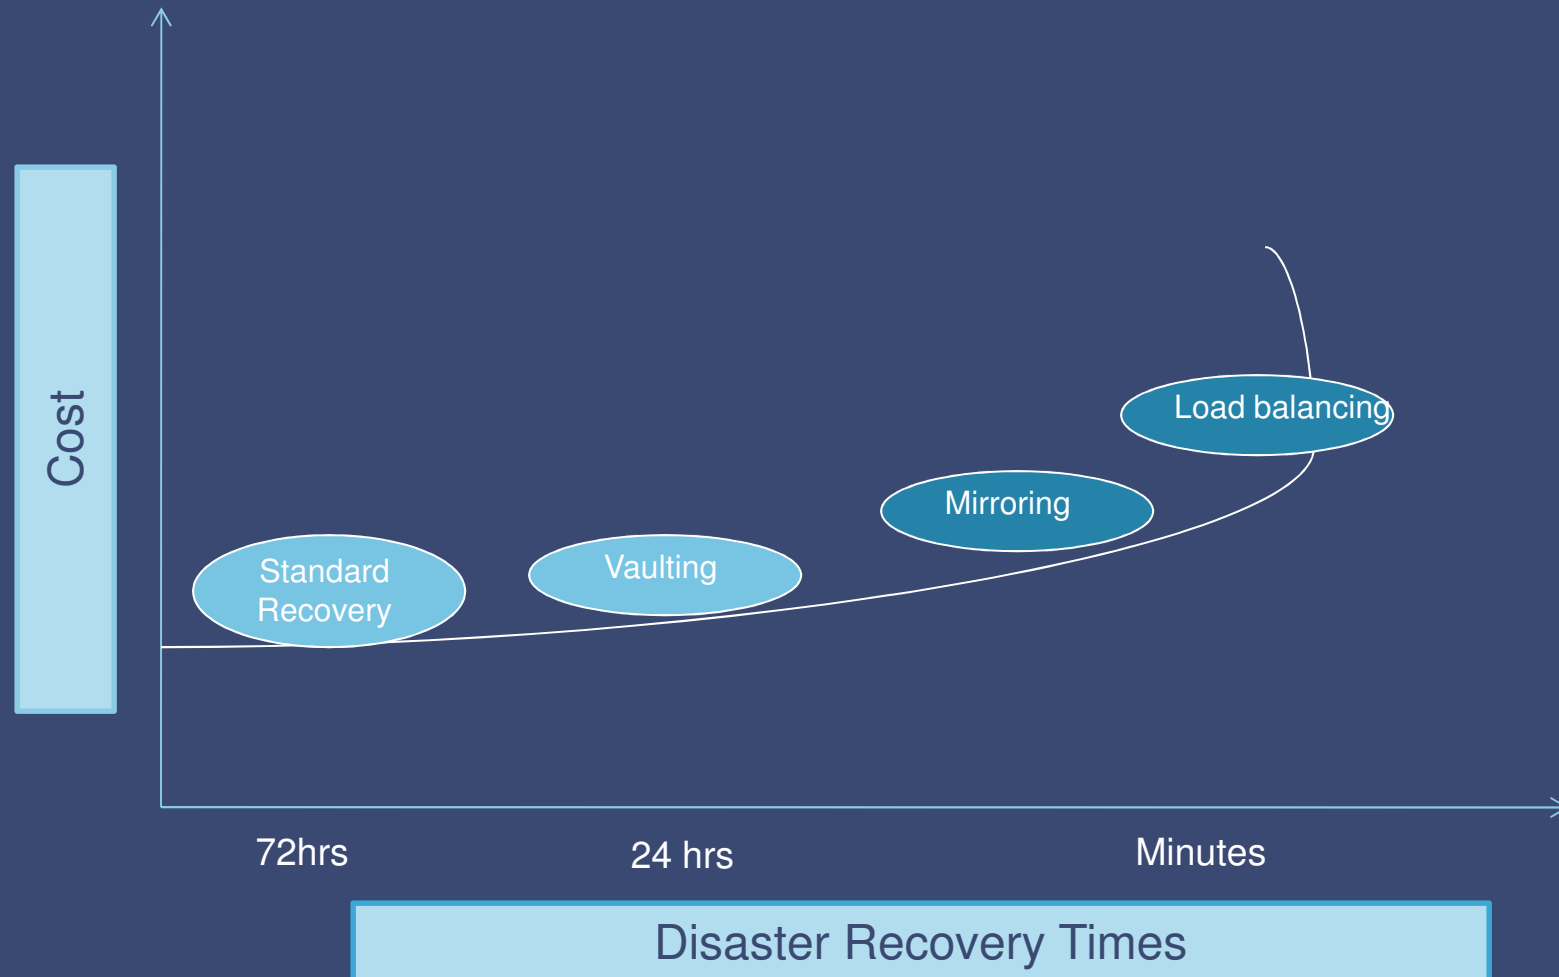 Cost
Load balancing
Mirroring
Vaulting
Standard
Recovery
72hrs
24 hrs
Minutes
Disaster Recovery Times